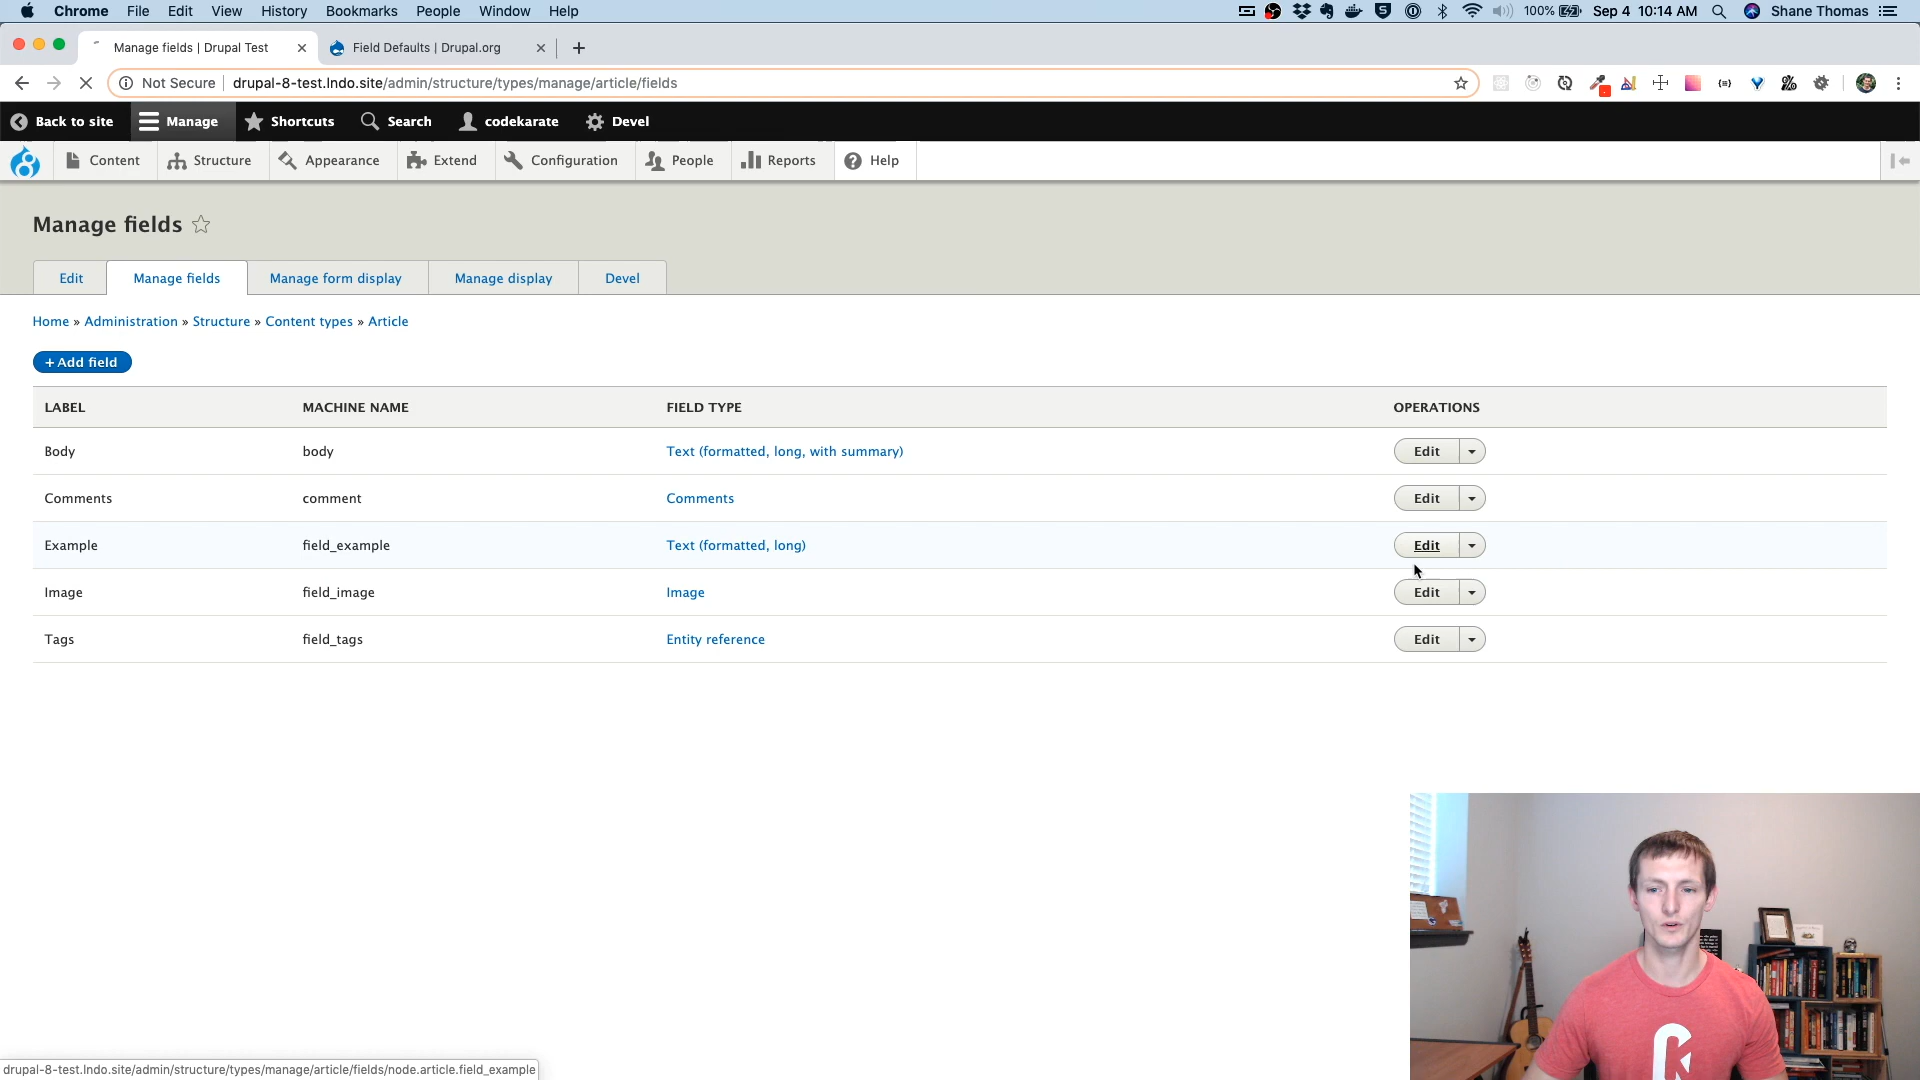 Chrome File Edit View History Bookmarks People Window Help 100% Sep 4 10:14 AM Shane Thomas
Manage fields | Drupal Test Field Defaults | Drupal.org
Not Secure drupal-8-test.lndo.site/admin/structure/types/manage/article/fields
Back to site Manage Shortcuts Search codekarate Devel
Content Structure Appearance Extend Configuration People Reports Help
Manage fields
Edit Manage fields Manage form display Manage display Devel
Home » Administration » Structure » Content types » Article
+ Add field
LABEL MACHINE NAME FIELD TYPE OPERATIONS
Body body Text (formatted, long, with summary) Edit
Comments comment Comments Edit
Example field_example Text (formatted, long) Edit
Image field_image Image Edit
Tags field_tags Entity reference Edit
drupal-8-test.lndo.site/admin/structure/types/manage/article/fields/node.article.field_example